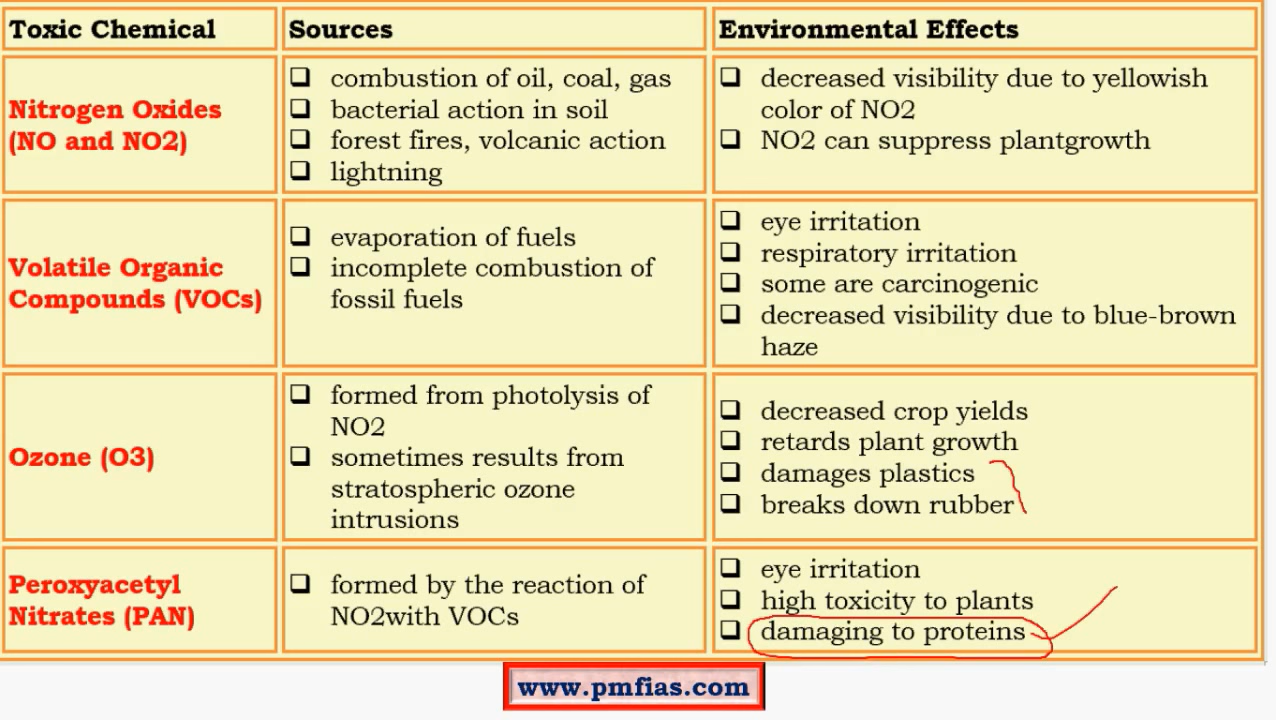 Toxic Chemical
Sources
Environmental Effects
Nitrogen Oxides
(NO and NO2)
❑ combustion of oil, coal, gas
❑ bacterial action in soil
❑ forest fires, volcanic action
❑ lightning
❑ decreased visibility due to yellowish
color of NO2
❑ NO2 can suppress plantgrowth
Volatile Organic
Compounds (VOCs)
❑ evaporation of fuels
❑ incomplete combustion of
fossil fuels
❑ eye irritation
❑ respiratory irritation
❑ some are carcinogenic
❑ decreased visibility due to blue-brown
haze
Ozone (O3)
❑ formed from photolysis of
NO2
❑ sometimes results from
stratospheric ozone
intrusions
❑ decreased crop yields
❑ retards plant growth
❑ damages plastics
❑ breaks down rubber
Peroxyacetyl
Nitrates (PAN)
❑ formed by the reaction of
NO2with VOCs
❑ eye irritation
❑ high toxicity to plants
❑ damaging to proteins
www.pmfias.com